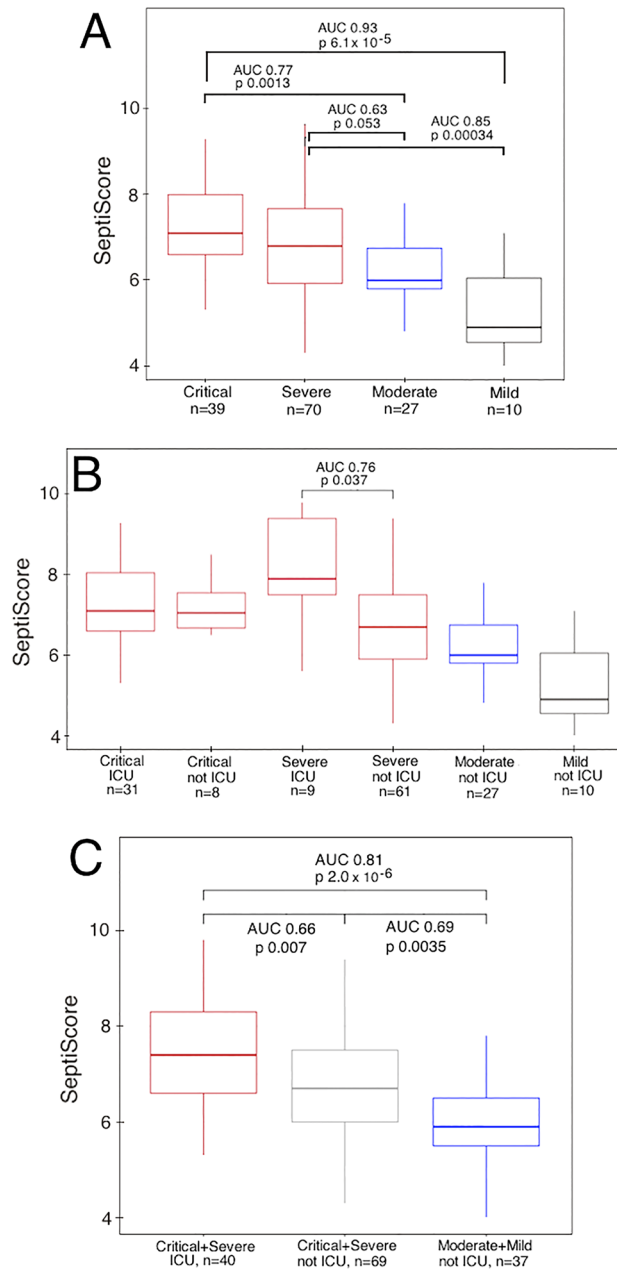 A
AUC 0.93
p 6.1 x 10-5
AUC 0.77
p 0.0013
AUC 0.63
p 0.053
AUC 0.85
p 0.00034
10
8
6
4
SeptiScore
Critical
n=39
Severe
n=70
Moderate
n=27
Mild
n=10
B
AUC 0.76
p 0.037
10
8
6
4
SeptiScore
Critical
ICU
n=31
Critical
not ICU
n=8
Severe
ICU
n=9
Severe
not ICU
n=61
Moderate
not ICU
n=27
Mild
not ICU
n=10
C
AUC 0.81
p 2.0 x 10-6
AUC 0.66
p 0.007
AUC 0.69
p 0.0035
10
8
6
4
SeptiScore
Critical+Severe
ICU, n=40
Critical+Severe
not ICU, n=69
Moderate+Mild
not ICU, n=37